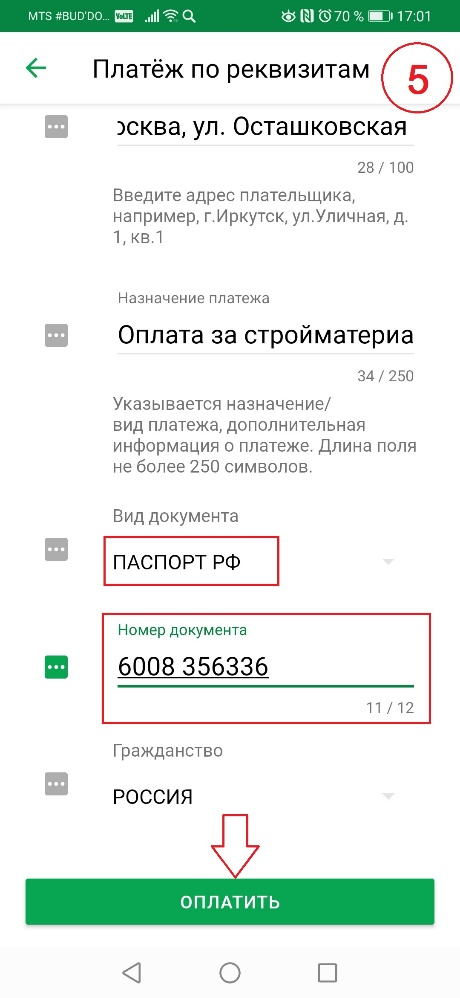 MTS #BUD'DO... VoLTE 70 % 17:01
Платёж по реквизитам
5
осква, ул. Осташковская
28 / 100
Введите адрес плательщика,
например, г.Иркутск, ул.Уличная, д.
1, кв.1
Назначение платежа
Оплата за стройматериа
34 / 250
Указывается назначение/
вид платежа, дополнительная
информация о платеже. Длина поля
не более 250 символов.
Вид документа
ПАСПОРТ РФ
Номер документа
6008 356336
11 / 12
Гражданство
РОССИЯ
ОПЛАТИТЬ